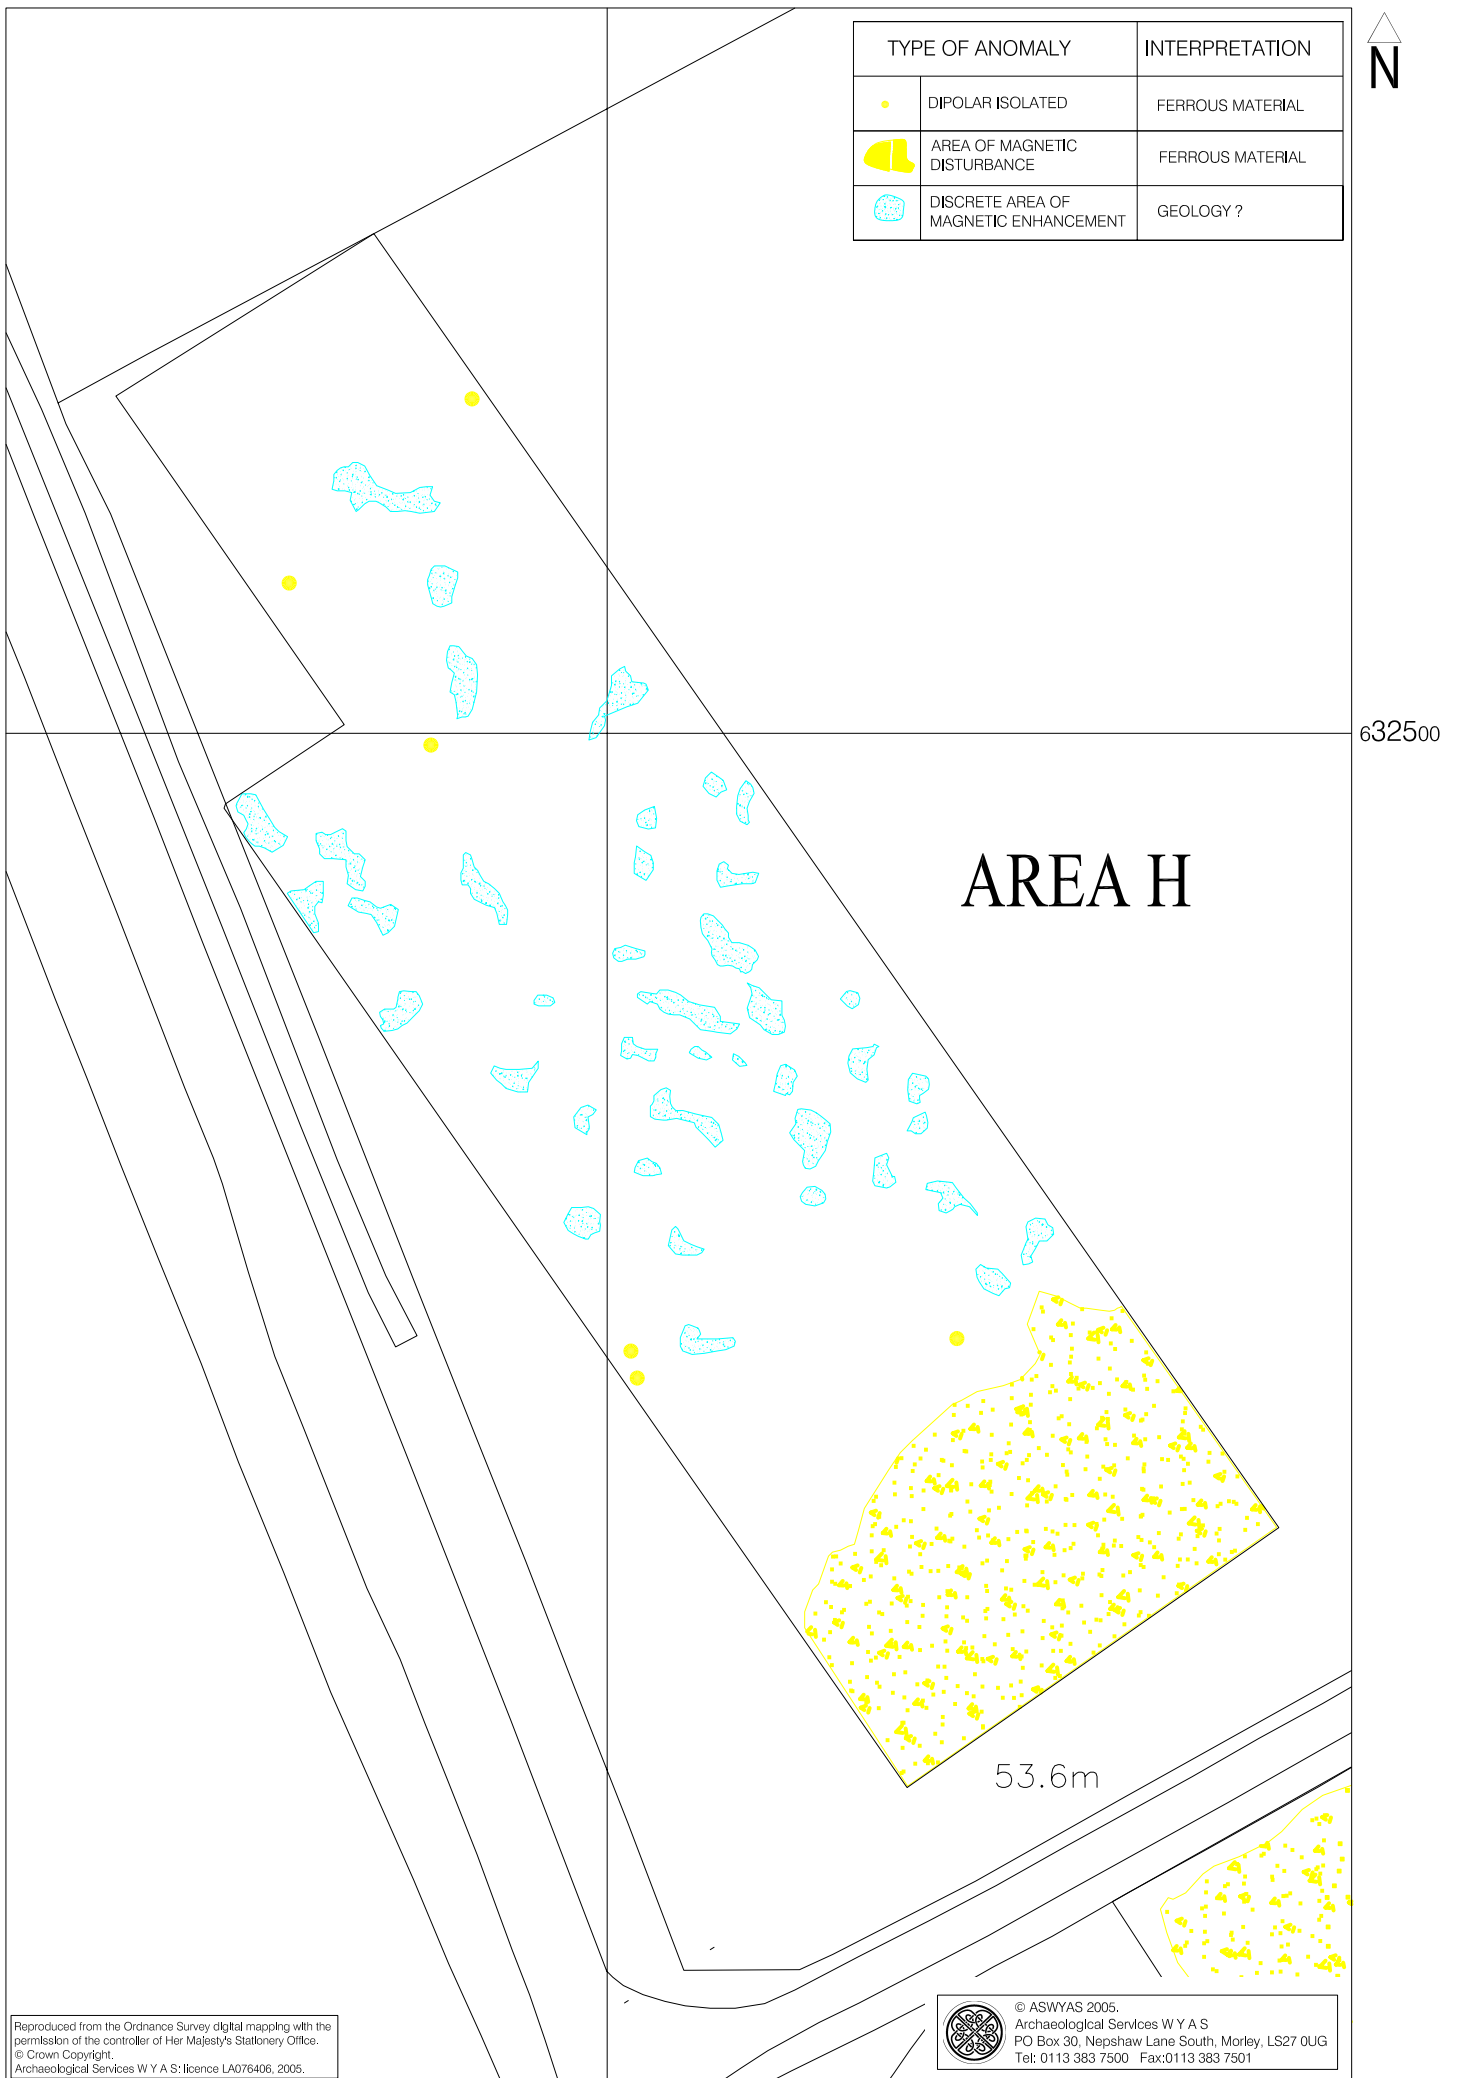 TYPE OF ANOMALY INTERPRETATION
DIPOLAR ISOLATED FERROUS MATERIAL
AREA OF MAGNETIC
DISTURBANCE
FERROUS MATERIAL
DISCRETE AREA OF
MAGNETIC ENHANCEMENT
GEOLOGY ?
N
632500
AREA H
53.6m
Reproduced from the Ordnance Survey digital mapping with the
permission of the controller of Her Majesty's Stationery Office.
© Crown Copyright.
Archaeological Services W Y A S: licence LA076406, 2005.
© ASWYAS 2005.
Archaeological Services W Y A S
PO Box 30, Nepshaw Lane South, Morley, LS27 0UG
Tel: 0113 383 7500 Fax:0113 383 7501